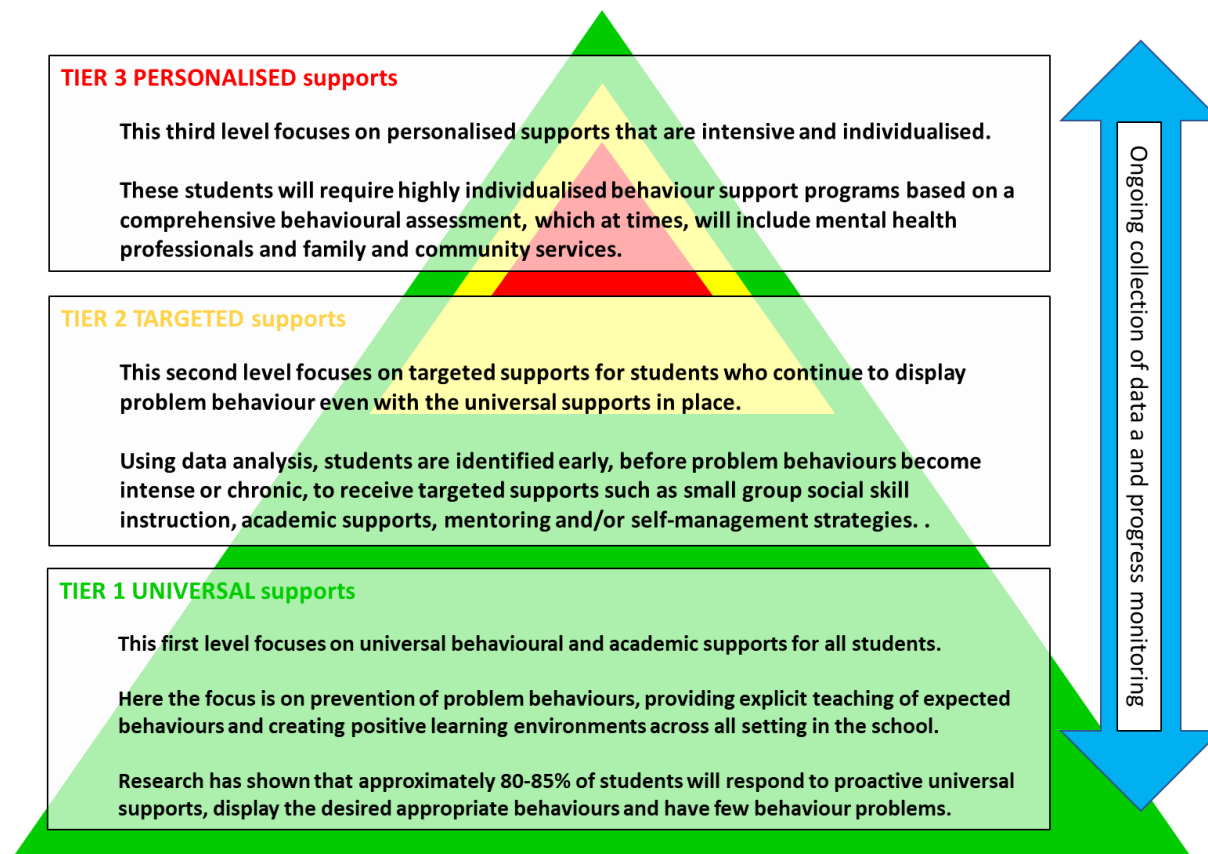 TIER 3 PERSONALISED supports
This third level focuses on personalised supports that are intensive and individualised.
These students will require highly individualised behaviour support programs based on a
comprehensive behavioural assessment, which at times, will include mental health
professionals and family and community services.
TIER 2 TARGETED supports
This second level focuses on targeted supports for students who continue to display
problem behaviour even with the universal supports in place.
Using data analysis, students are identified early, before problem behaviours become
intense or chronic, to receive targeted supports such as small group social skill
instruction, academic supports, mentoring and/or self-management strategies. .
TIER 1 UNIVERSAL supports
This first level focuses on universal behavioural and academic supports for all students.
Here the focus is on prevention of problem behaviours, providing explicit teaching of expected
behaviours and creating positive learning environments across all setting in the school.
Research has shown that approximately 80-85% of students will respond to proactive universal
supports, display the desired appropriate behaviours and have few behaviour problems.
Ongoing collection of data a and progress monitoring